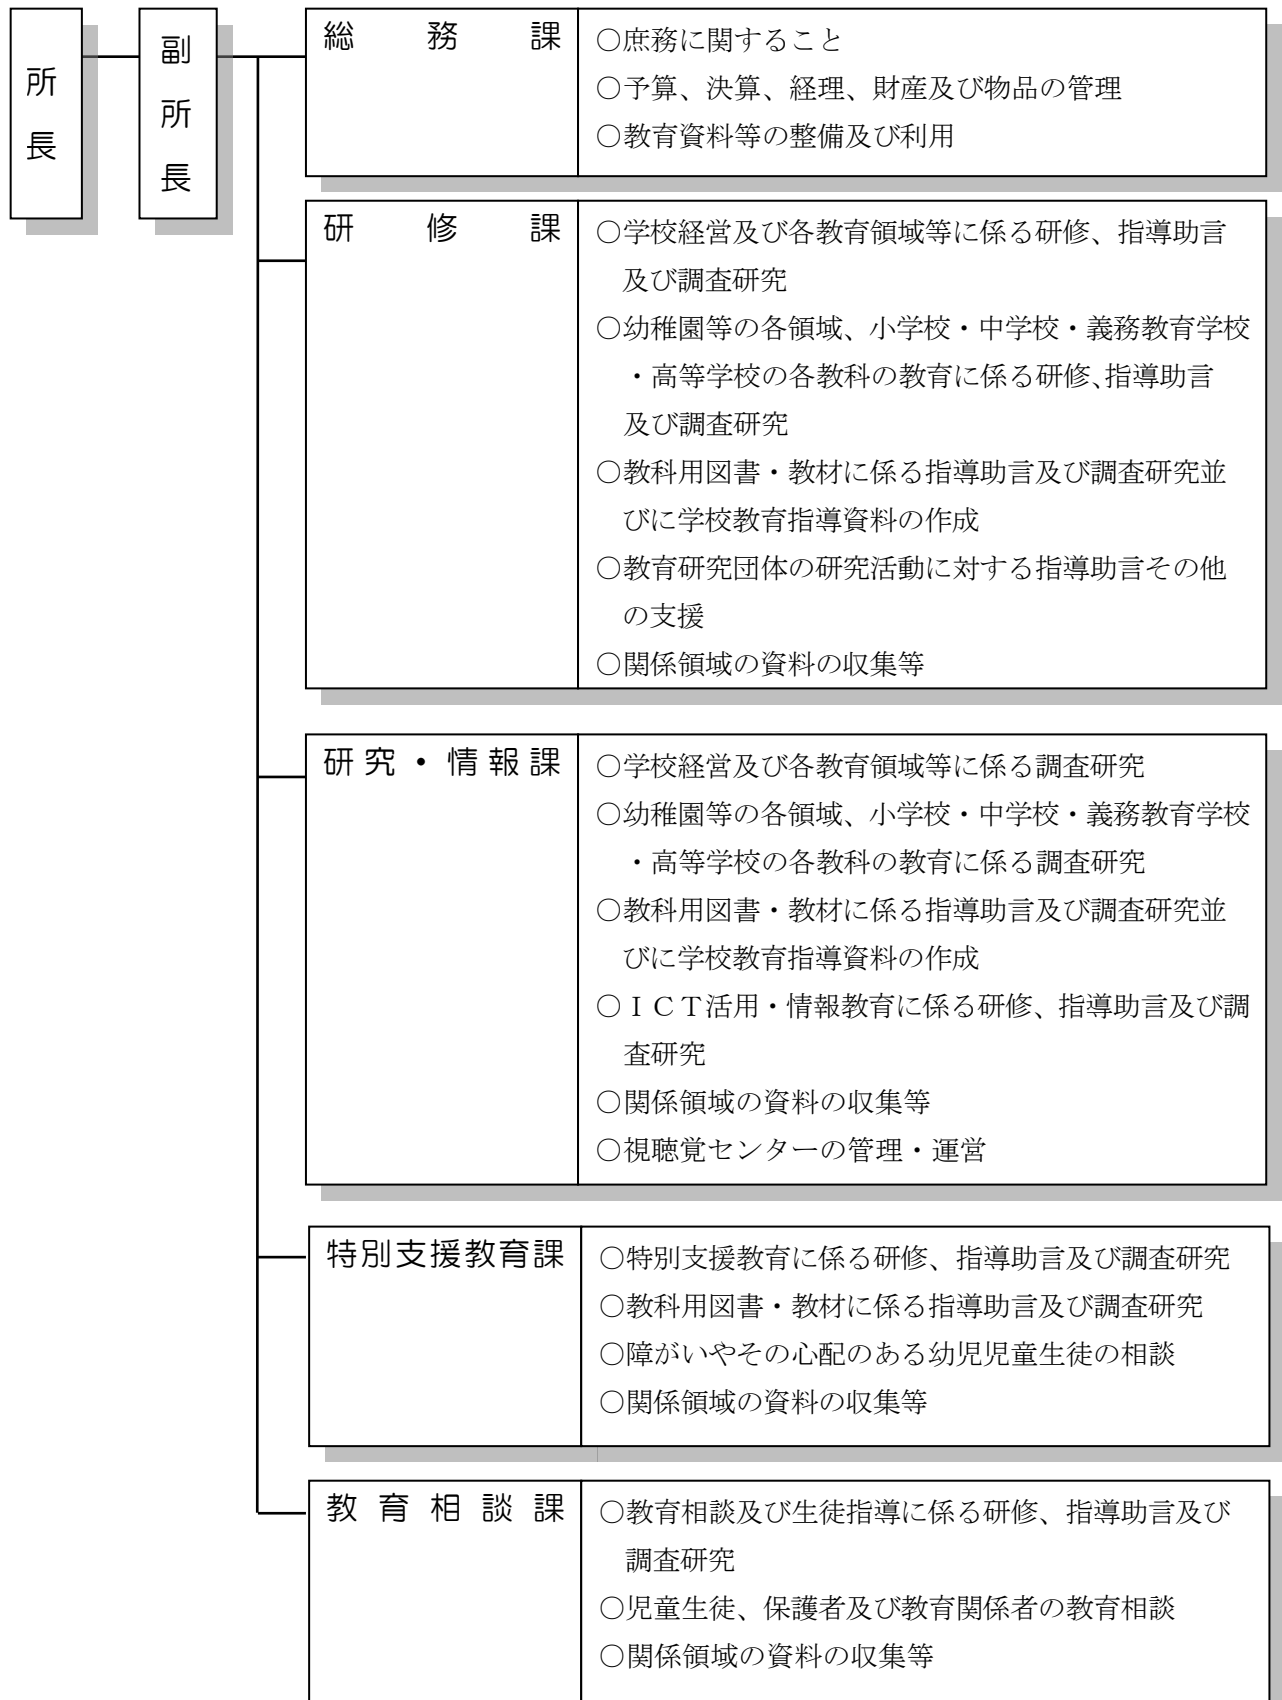 所長
副所長
総務課
○庶務に関すること
○予算、決算、経理、財産及び物品の管理
○教育資料等の整備及び利用
研修課
○学校経営及び各教育領域等に係る研修、指導助言
及び調査研究
○幼稚園等の各領域、小学校・中学校・義務教育学校
・高等学校の各教科の教育に係る研修、指導助言
及び調査研究
○教科用図書・教材に係る指導助言及び調査研究並
びに学校教育指導資料の作成
○教育研究団体の研究活動に対する指導助言その他
の支援
○関係領域の資料の収集等
研究・情報課
○学校経営及び各教育領域等に係る調査研究
○幼稚園等の各領域、小学校・中学校・義務教育学校
・高等学校の各教科の教育に係る調査研究
○教科用図書・教材に係る指導助言及び調査研究並
びに学校教育指導資料の作成
○ＩＣＴ活用・情報教育に係る研修、指導助言及び調
査研究
○関係領域の資料の収集等
○視聴覚センターの管理・運営
特別支援教育課
○特別支援教育に係る研修、指導助言及び調査研究
○教科用図書・教材に係る指導助言及び調査研究
○障がいやその心配のある幼児児童生徒の相談
○関係領域の資料の収集等
教育相談課
○教育相談及び生徒指導に係る研修、指導助言及び
調査研究
○児童生徒、保護者及び教育関係者の教育相談
○関係領域の資料の収集等